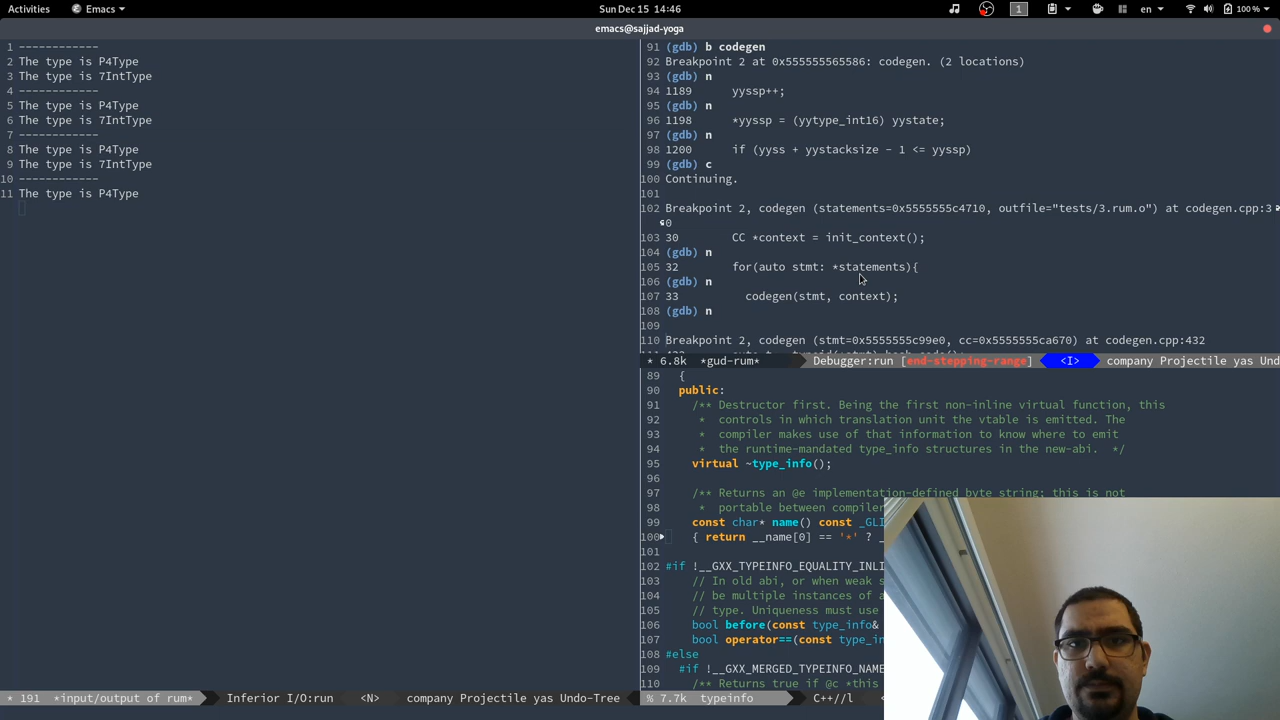 Activities Emacs Sun Dec 15 14:46 1 en 100 %
emacs@sajjad-yoga
1 ------------
2 The type is P4Type
3 The type is 7IntType
4 ------------
5 The type is P4Type
6 The type is 7IntType
7 ------------
8 The type is P4Type
9 The type is 7IntType
10 ------------
11 The type is P4Type
* 191 *input/output of rum* Inferior I/O:run <N> company Projectile yas Undo-Tree
91 (gdb) b codegen
92 Breakpoint 2 at 0x555555565586: codegen. (2 locations)
93 (gdb) n
94 1189 yyssp++;
95 (gdb) n
96 1198 *yyssp = (yytype_int16) yystate;
97 (gdb) n
98 1200 if (yyss + yystacksize - 1 <= yyssp)
99 (gdb) c
100 Continuing.
101
102 Breakpoint 2, codegen (statements=0x5555555c4710, outfile="tests/3.rum.o") at codegen.cpp:3
0
103 30 CC *context = init_context();
104 (gdb) n
105 32 for(auto stmt: *statements){
106 (gdb) n
107 33 codegen(stmt, context);
108 (gdb) n
109
110 Breakpoint 2, codegen (stmt=0x5555555c99e0, cc=0x5555555ca670) at codegen.cpp:432
* 6.8k *gud-rum* Debugger:run [end-stepping-range] <I> company Projectile yas Und
89 {
90 public:
91 /** Destructor first. Being the first non-inline virtual function, this
92 * controls in which translation unit the vtable is emitted. The
93 * compiler makes use of that information to know where to emit
94 * the runtime-mandated type_info structures in the new-abi. */
95 virtual ~type_info();
96
97 /** Returns an @e implementation-defined byte string; this is not
98 * portable between compiler
99 const char* name() const _GLI
100 { return __name[0] == '*' ? _
101
102 #if !__GXX_TYPEINFO_EQUALITY_INLI
103 // In old abi, or when weak s
104 // be multiple instances of a
105 // type. Uniqueness must use
106 bool before(const type_info&
107 bool operator==(const type_in
108 #else
109 #if !__GXX_MERGED_TYPEINFO_NAME
110 /** Returns true if @c *this
% 7.7k typeinfo C++//l